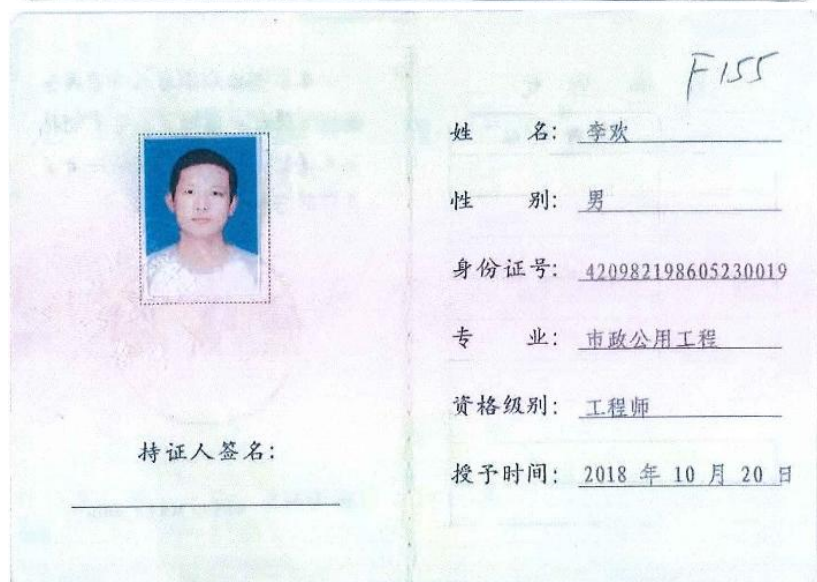 F155
姓 名: 李欢
性 别: 男
身份证号: 420982198605230019
专 业: 市政公用工程
资格级别: 工程师
持证人签名:
授予时间: 2018 年 10 月 20 日